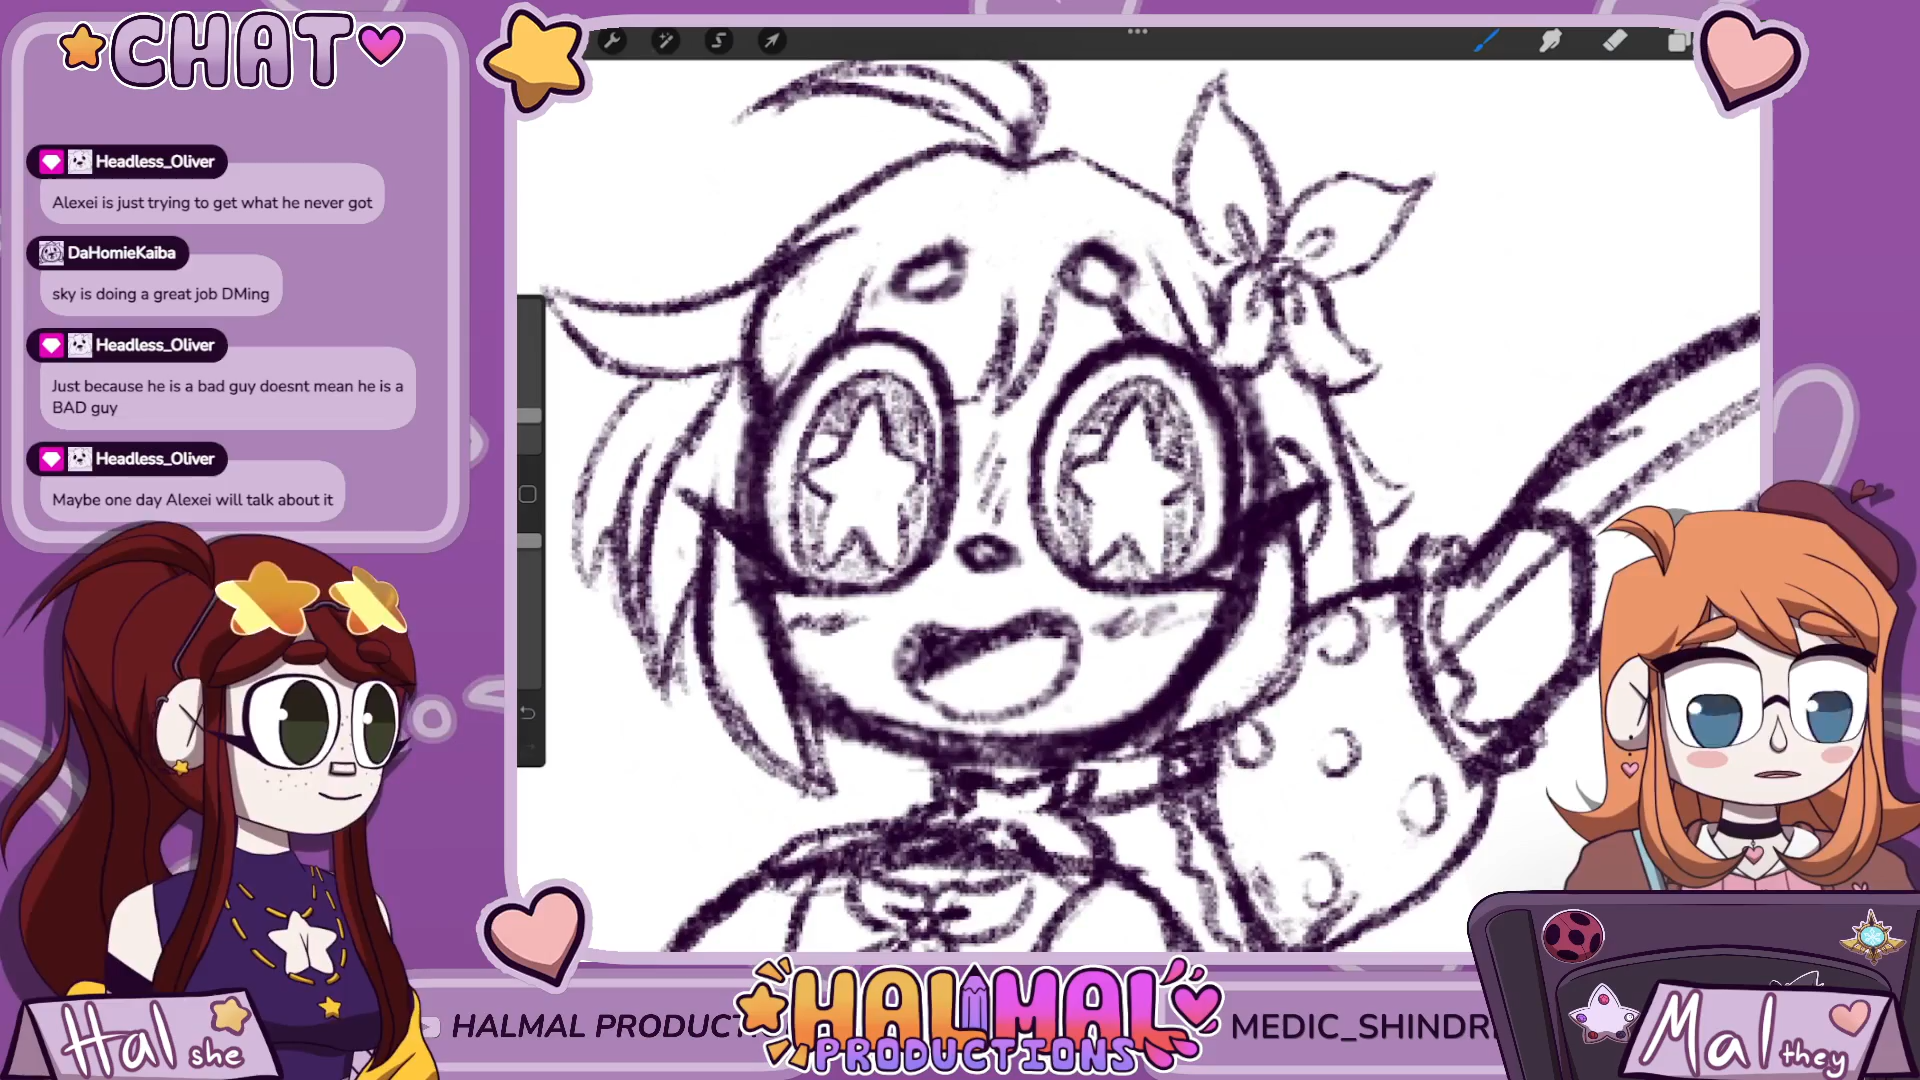 CHAT
Headless_Oliver
Alexei is just trying to get what he never got
DaHomieKaiba
sky is doing a great job DMing
Headless_Oliver
Just because he is a bad guy doesnt mean he is a
BAD guy
Headless_Oliver
Maybe one day Alexei will talk about it
Hal she
HALMAL PRODUCT
HALMAL
PRODUCTIONS
MEDIC_SHINDR
Mal they